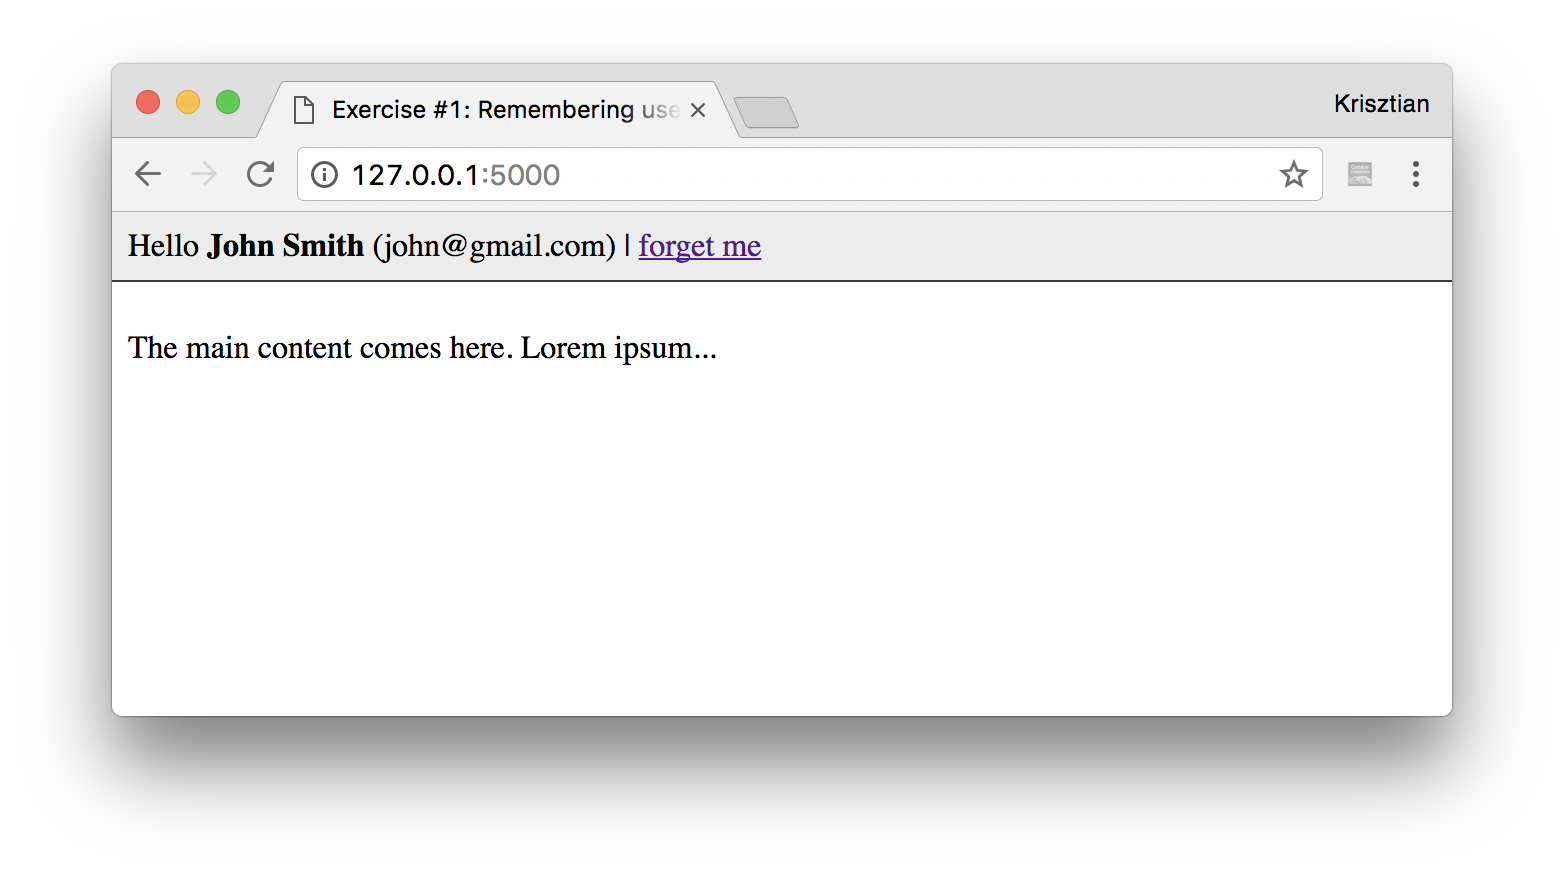 Exercise #1: Remembering use
Krisztian
127.0.0.1:5000
Hello John Smith (john@gmail.com) | forget me
The main content comes here. Lorem ipsum...